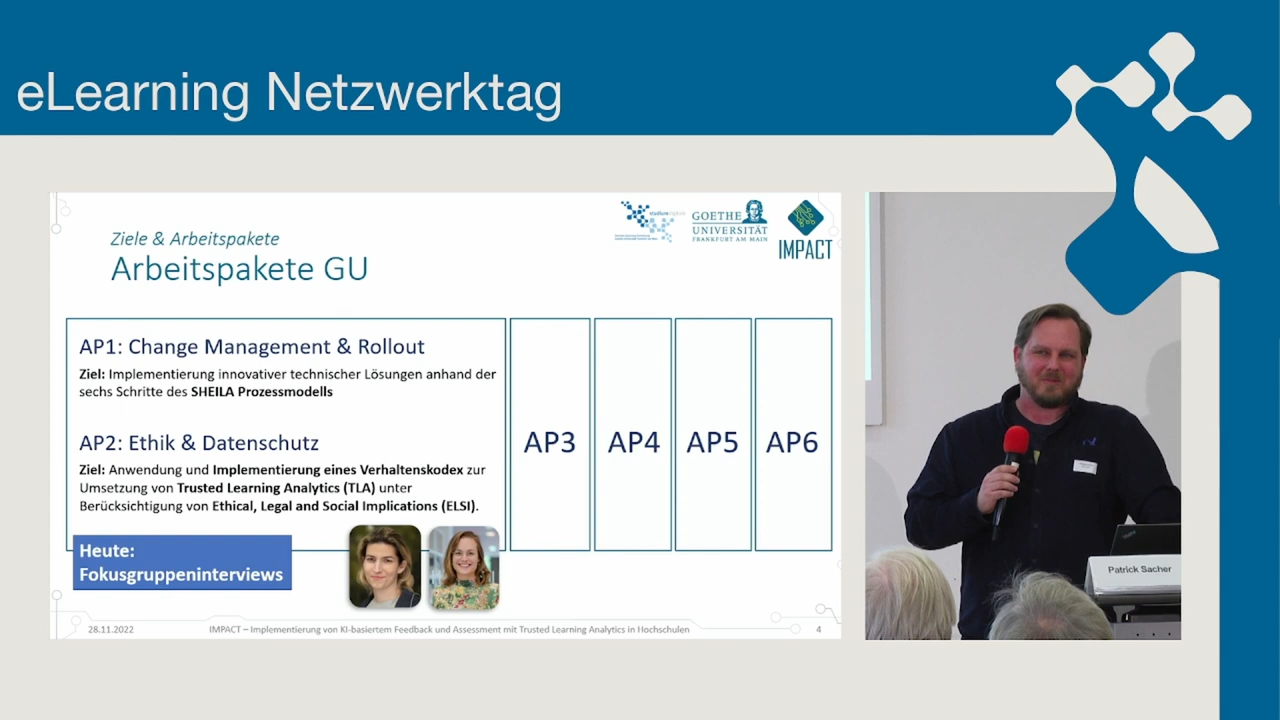 eLearning Netzwerktag
Ziele & Arbeitspakete
Arbeitspakete GU
GOETHE
UNIVERSITÄT
FRANKFURT AM MAIN
IMPACT
AP1: Change Management & Rollout
Ziel: Implementierung innovativer technischer Lösungen anhand der
sechs Schritte des SHEILA Prozessmodells
AP2: Ethik & Datenschutz
Ziel: Anwendung und Implementierung eines Verhaltenskodex zur
Umsetzung von Trusted Learning Analytics (TLA) unter
Berücksichtigung von Ethical, Legal and Social Implications (ELSI).
Heute:
Fokusgruppeninterviews
AP3
AP4
AP5
AP6
28.11.2022
IMPACT – Implementierung von KI-basiertem Feedback und Assessment mit Trusted Learning Analytics in Hochschulen
4
Patrick Sacher